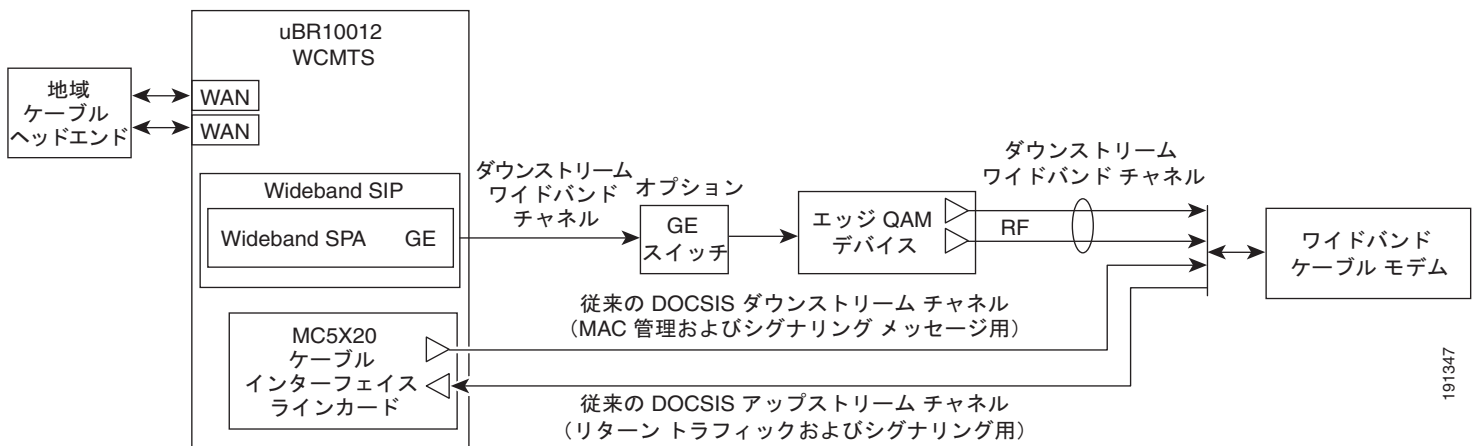 uBR10012
WCMTS
地域
ケーブル
ヘッドエンド
WAN
WAN
Wideband SIP
Wideband SPA GE
ダウンストリーム
ワイドバンド
チャネル
オプション
GE
スイッチ
エッジ QAM
デバイス
RF
ダウンストリーム
ワイドバンド チャネル
ワイドバンド
ケーブル モデム
従来の DOCSIS ダウンストリーム チャネル
（MAC 管理およびシグナリング メッセージ用）
MC5X20
ケーブル
インターフェイス
ラインカード
従来の DOCSIS アップストリーム チャネル
（リターン トラフィックおよびシグナリング用）
191347